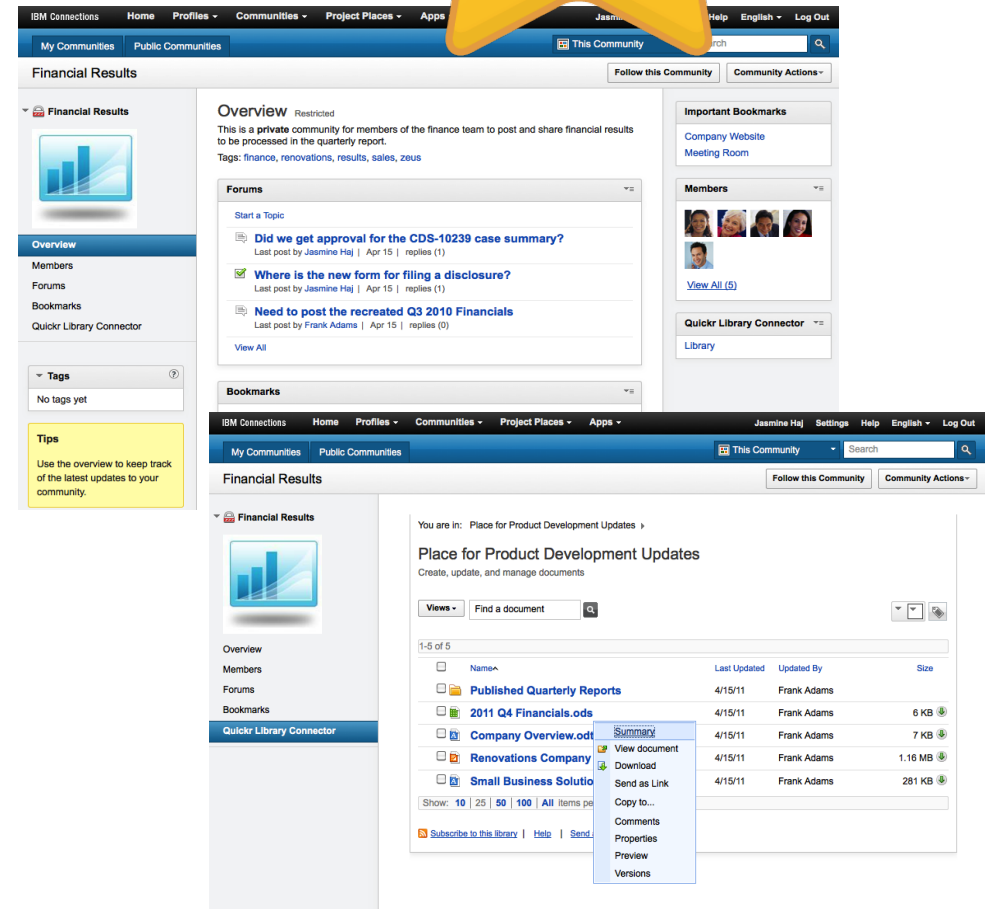 IBM Connections Home Profiles Communities Project Places Apps Help English Log Out
My Communities Public Communities This Community
Financial Results Follow this Community Community Actions
Financial Results
Overview Restricted
This is a private community for members of the finance team to post and share financial results
to be processed in the quarterly report.
Tags: finance, renovations, results, sales, zeus
Forums
Start a Topic
Did we get approval for the CDS-10239 case summary?
Last post by Jasmine Haj | Apr 15 | replies (1)
Where is the new form for filing a disclosure?
Last post by Jasmine Haj | Apr 15 | replies (1)
Need to post the recreated Q3 2010 Financials
Last post by Frank Adams | Apr 15 | replies (0)
View All
Bookmarks
Important Bookmarks
Company Website
Meeting Room
Members
View All (5)
Quickr Library Connector
Library
Overview
Members
Forums
Bookmarks
Quickr Library Connector
Tags ?
No tags yet
Tips
Use the overview to keep track
of the latest updates to your
community.
IBM Connections Home Profiles Communities Project Places Apps Jasmine Haj Settings Help English Log Out
My Communities Public Communities This Community Search
Financial Results Follow this Community Community Actions
Financial Results
Overview
Members
Forums
Bookmarks
Quickr Library Connector
You are in: Place for Product Development Updates
Place for Product Development Updates
Create, update, and manage documents
Views Find a document
1-5 of 5
Name Last Updated Updated By Size
Published Quarterly Reports 4/15/11 Frank Adams
2011 Q4 Financials.ods 4/15/11 Frank Adams 6 KB
Company Overview.odt 4/15/11 Frank Adams 7 KB
Renovations Company 4/15/11 Frank Adams 1.16 MB
Small Business Solutio 4/15/11 Frank Adams 281 KB
Show: 10 | 25 | 50 | 100 | All items pe
Subscribe to this library | Help | Send
Summary
View document
Download
Send as Link
Copy to...
Comments
Properties
Preview
Versions